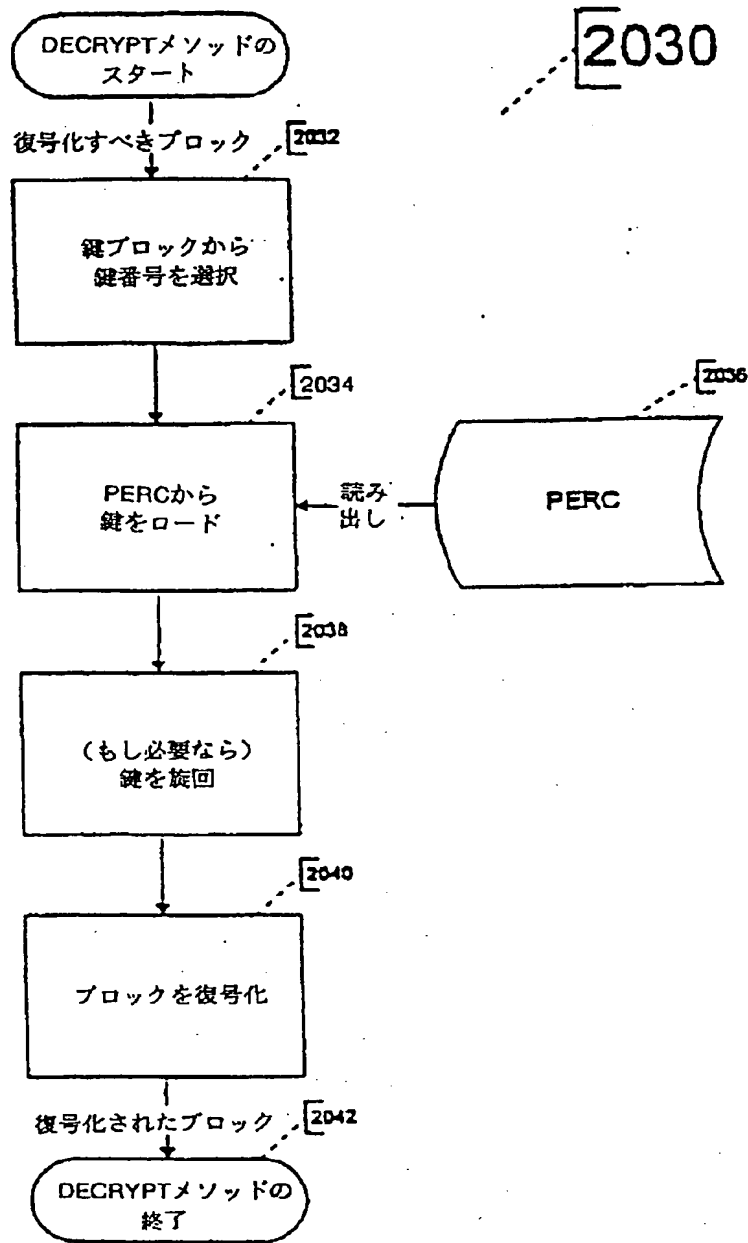 2030
DECRYPTメソッドの
スタート
復号化すべきブロック
2032
鍵ブロックから
鍵番号を選択
2034
PERCから
鍵をロード
読み
出し
2036
PERC
2038
(もし必要なら)
鍵を旋回
2040
ブロックを復号化
復号化されたブロック
2042
DECRYPTメソッドの
終了